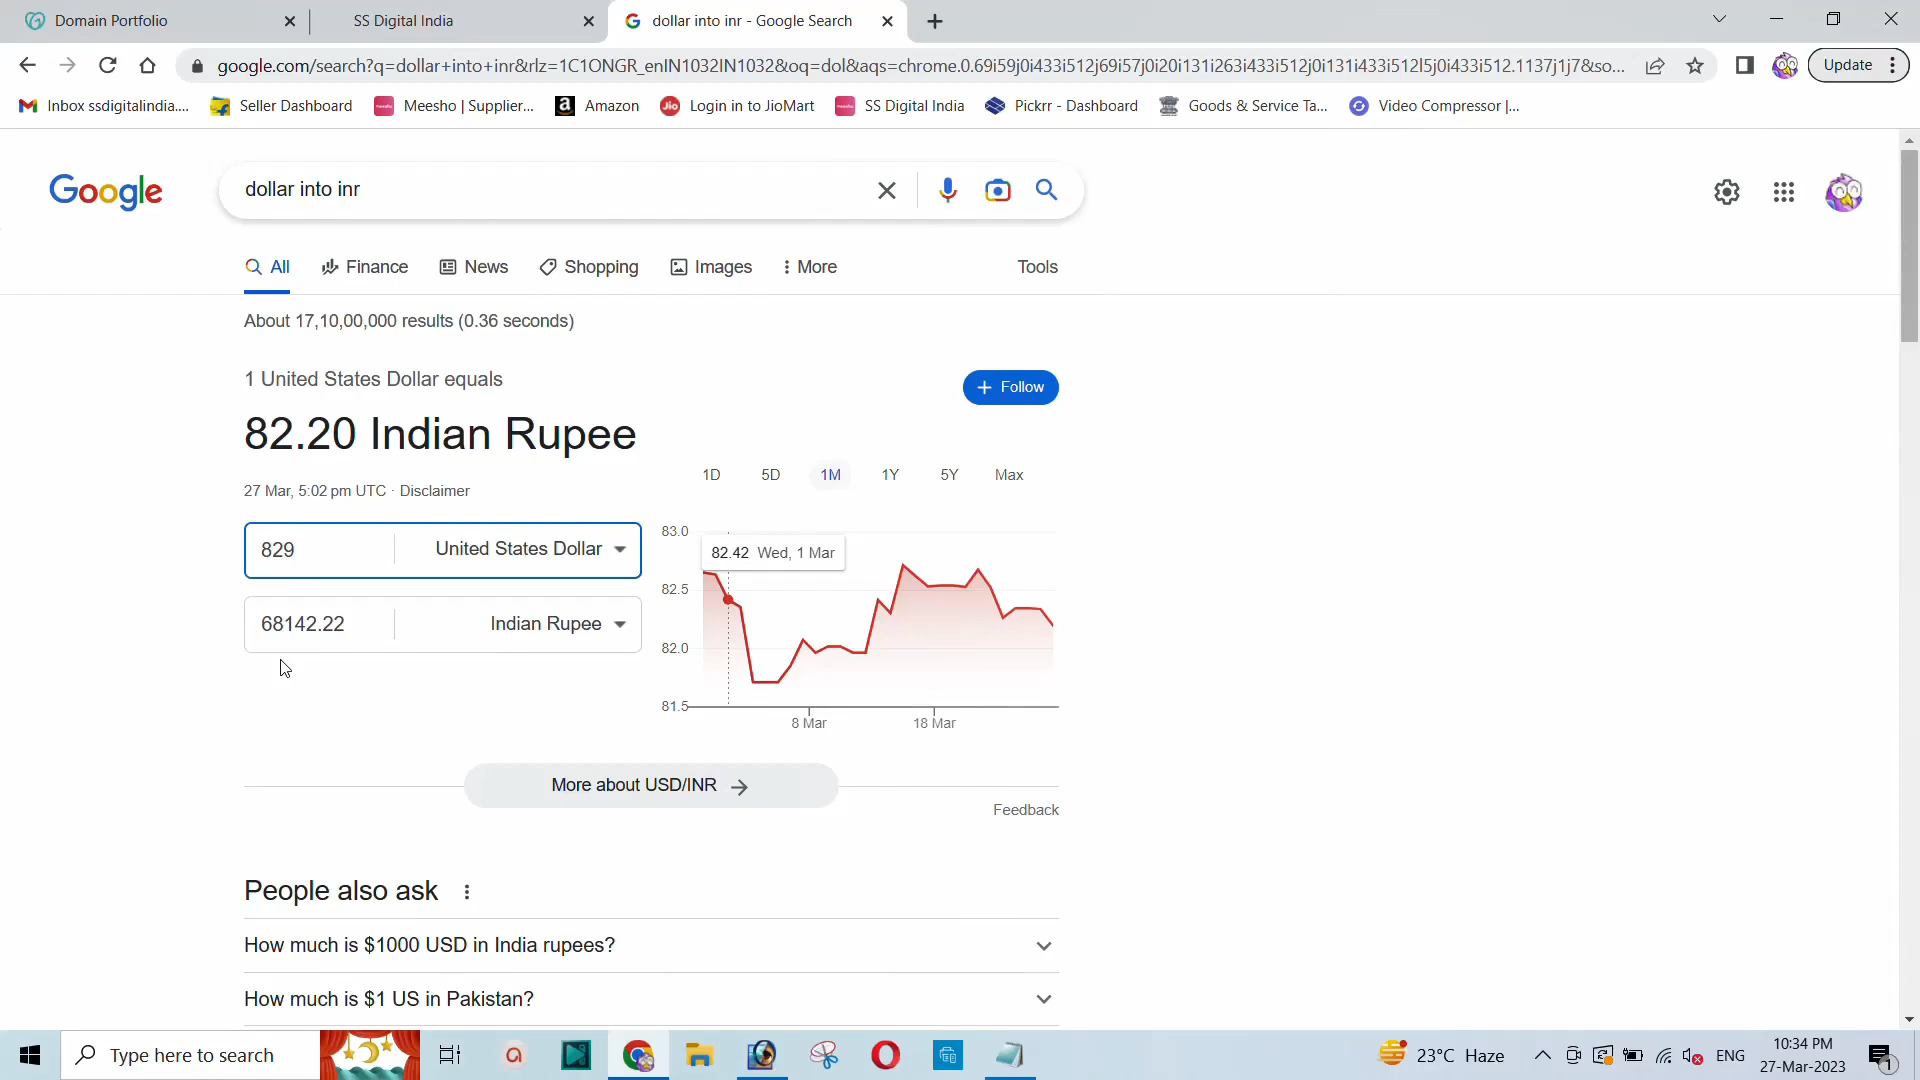 Domain Portfolio
SS Digital India
dollar into inr - Google Search
google.com/search?q=dollar+into+inr&rlz=1C1ONGR_enIN1032IN1032&oq=dol&aqs=chrome.0.69i59j0i433i512j69i57j0i20i131i263i433i512j0i131i433i512l5j0i433i512.1137j1j7&so...
Update
Inbox ssdigitalindia....
Seller Dashboard
Meesho | Supplier...
Amazon
Login in to JioMart
SS Digital India
Pickrr - Dashboard
Goods & Service Ta...
Video Compressor |...
Google
dollar into inr
All
Finance
News
Shopping
Images
More
Tools
About 17,10,00,000 results (0.36 seconds)
1 United States Dollar equals
Follow
82.20 Indian Rupee
1D 5D 1M 1Y 5Y Max
27 Mar, 5:02 pm UTC · Disclaimer
829
United States Dollar
68142.22
Indian Rupee
83.0
82.42 Wed, 1 Mar
82.5
82.0
81.5
8 Mar
18 Mar
More about USD/INR
Feedback
People also ask
How much is $1000 USD in India rupees?
How much is $1 US in Pakistan?
Type here to search
23°C Haze
ENG
10:34 PM
27-Mar-2023
1